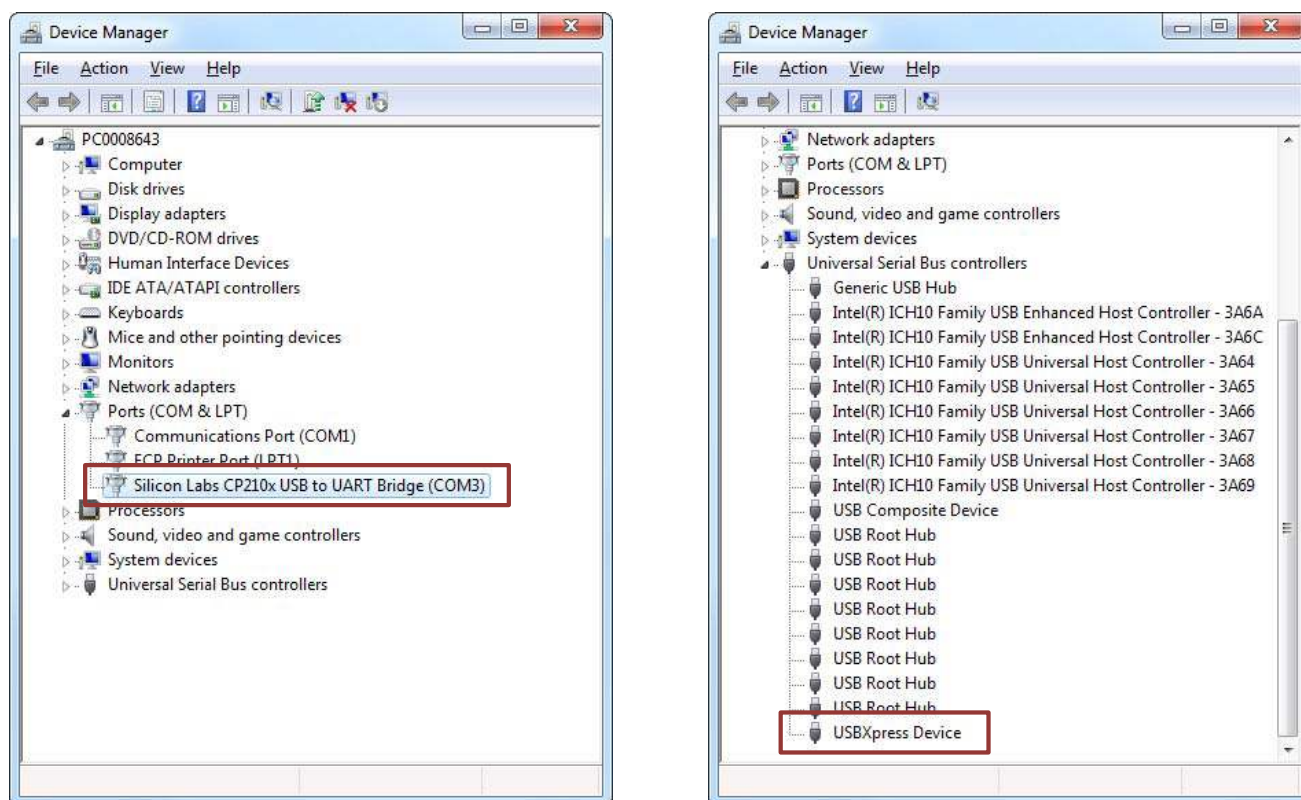 Device Manager
File Action View Help
PC0008643
Computer
Disk drives
Display adapters
DVD/CD-ROM drives
Human Interface Devices
IDE ATA/ATAPI controllers
Keyboards
Mice and other pointing devices
Monitors
Network adapters
Ports (COM & LPT)
Communications Port (COM1)
ECP Printer Port (LPT1)
Silicon Labs CP210x USB to UART Bridge (COM3)
Processors
Sound, video and game controllers
System devices
Universal Serial Bus controllers
Device Manager
File Action View Help
Network adapters
Ports (COM & LPT)
Processors
Sound, video and game controllers
System devices
Universal Serial Bus controllers
Generic USB Hub
Intel(R) ICH10 Family USB Enhanced Host Controller - 3A6A
Intel(R) ICH10 Family USB Enhanced Host Controller - 3A6C
Intel(R) ICH10 Family USB Universal Host Controller - 3A64
Intel(R) ICH10 Family USB Universal Host Controller - 3A65
Intel(R) ICH10 Family USB Universal Host Controller - 3A66
Intel(R) ICH10 Family USB Universal Host Controller - 3A67
Intel(R) ICH10 Family USB Universal Host Controller - 3A68
Intel(R) ICH10 Family USB Universal Host Controller - 3A69
USB Composite Device
USB Root Hub
USB Root Hub
USB Root Hub
USB Root Hub
USB Root Hub
USB Root Hub
USB Root Hub
USB Root Hub
USBXpress Device